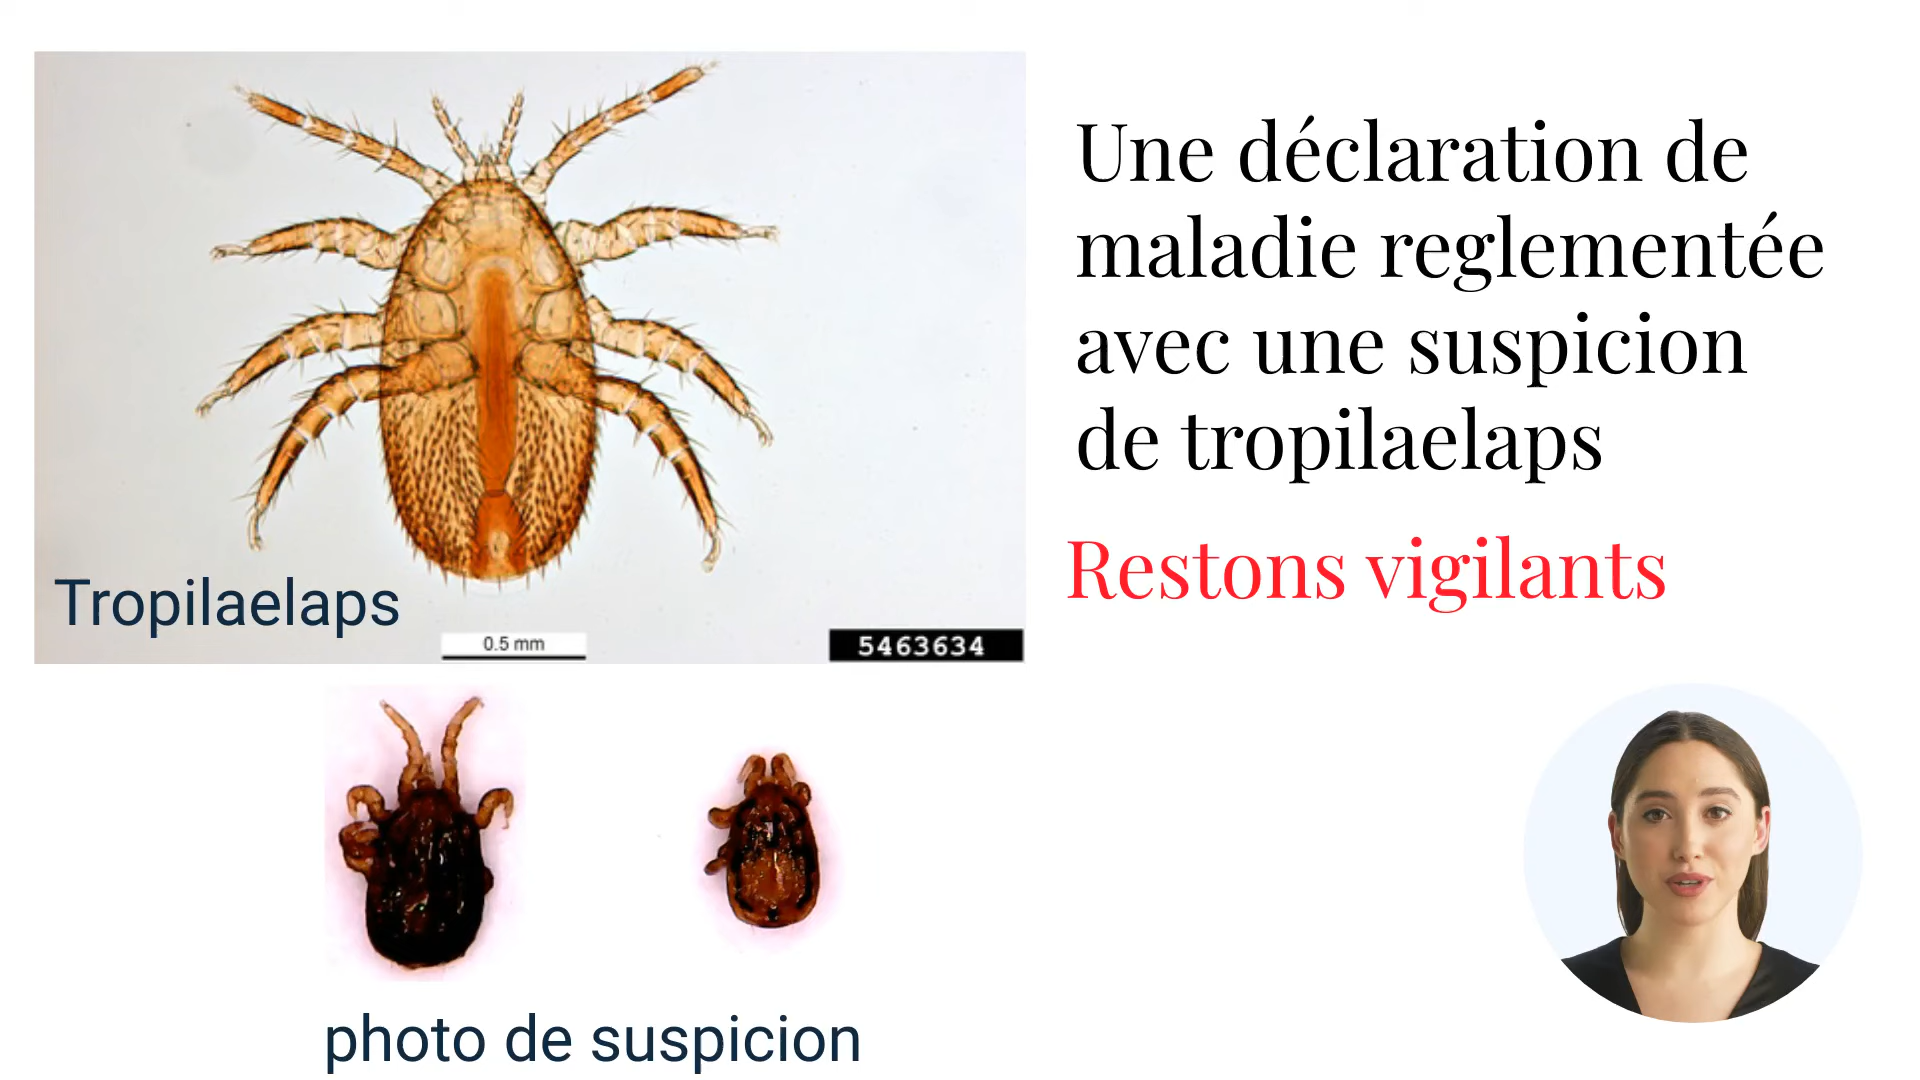 Une déclaration de
maladie reglementée
avec une suspicion
de tropilaelaps
Restons vigilants
Tropilaelaps
0.5 mm
5463634
photo de suspicion